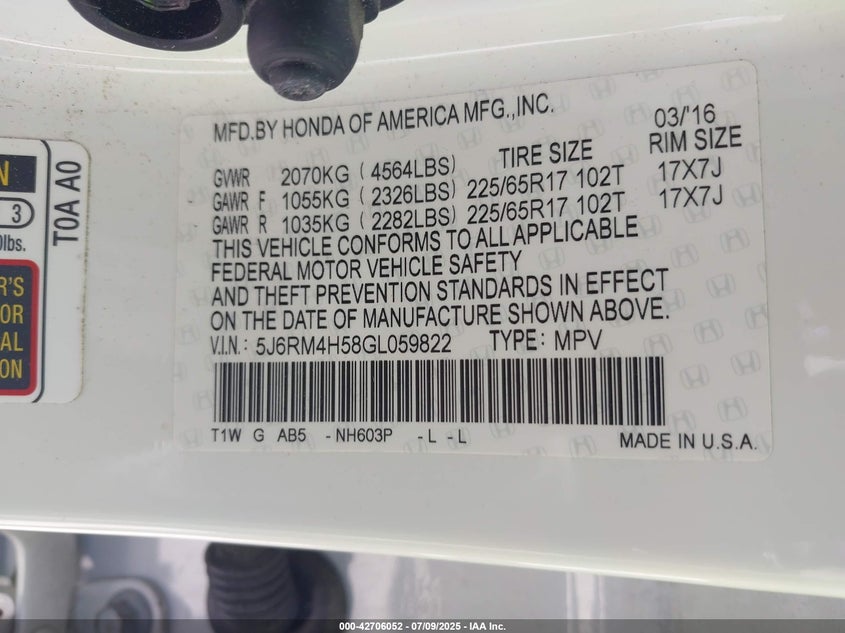 MFD.BY HONDA OF AMERICA MFG.,INC. 03/'16
TIRE SIZE RIM SIZE
GVWR 2070KG (4564LBS)
GAWR F 1055KG (2326LBS) 225/65R17 102T 17X7J
GAWR R 1035KG (2282LBS) 225/65R17 102T 17X7J
THIS VEHICLE CONFORMS TO ALL APPLICABLE
FEDERAL MOTOR VEHICLE SAFETY
AND THEFT PREVENTION STANDARDS IN EFFECT
ON THE DATE OF MANUFACTURE SHOWN ABOVE.
V.I.N.: 5J6RM4H58GL059822 TYPE: MPV
T1W G AB5 -NH603P -L -L
MADE IN U.S.A.
T0A A0
3
lbs.
000-42706052 / 07/09/2025 - IAA Inc.